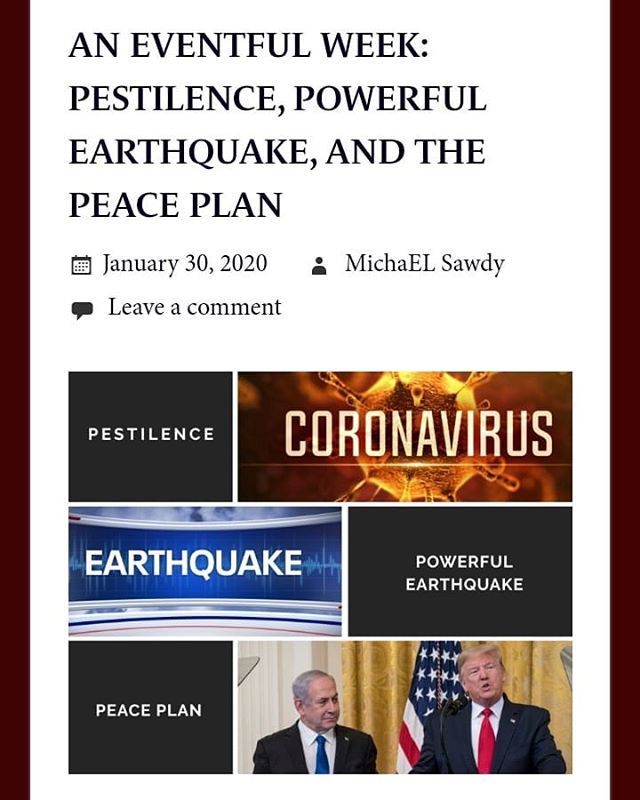 AN EVENTFUL WEEK:
PESTILENCE, POWERFUL
EARTHQUAKE, AND THE
PEACE PLAN
January 30, 2020 MichaEL Sawdy
Leave a comment
PESTILENCE
CORONAVIRUS
EARTHQUAKE
POWERFUL
EARTHQUAKE
PEACE PLAN